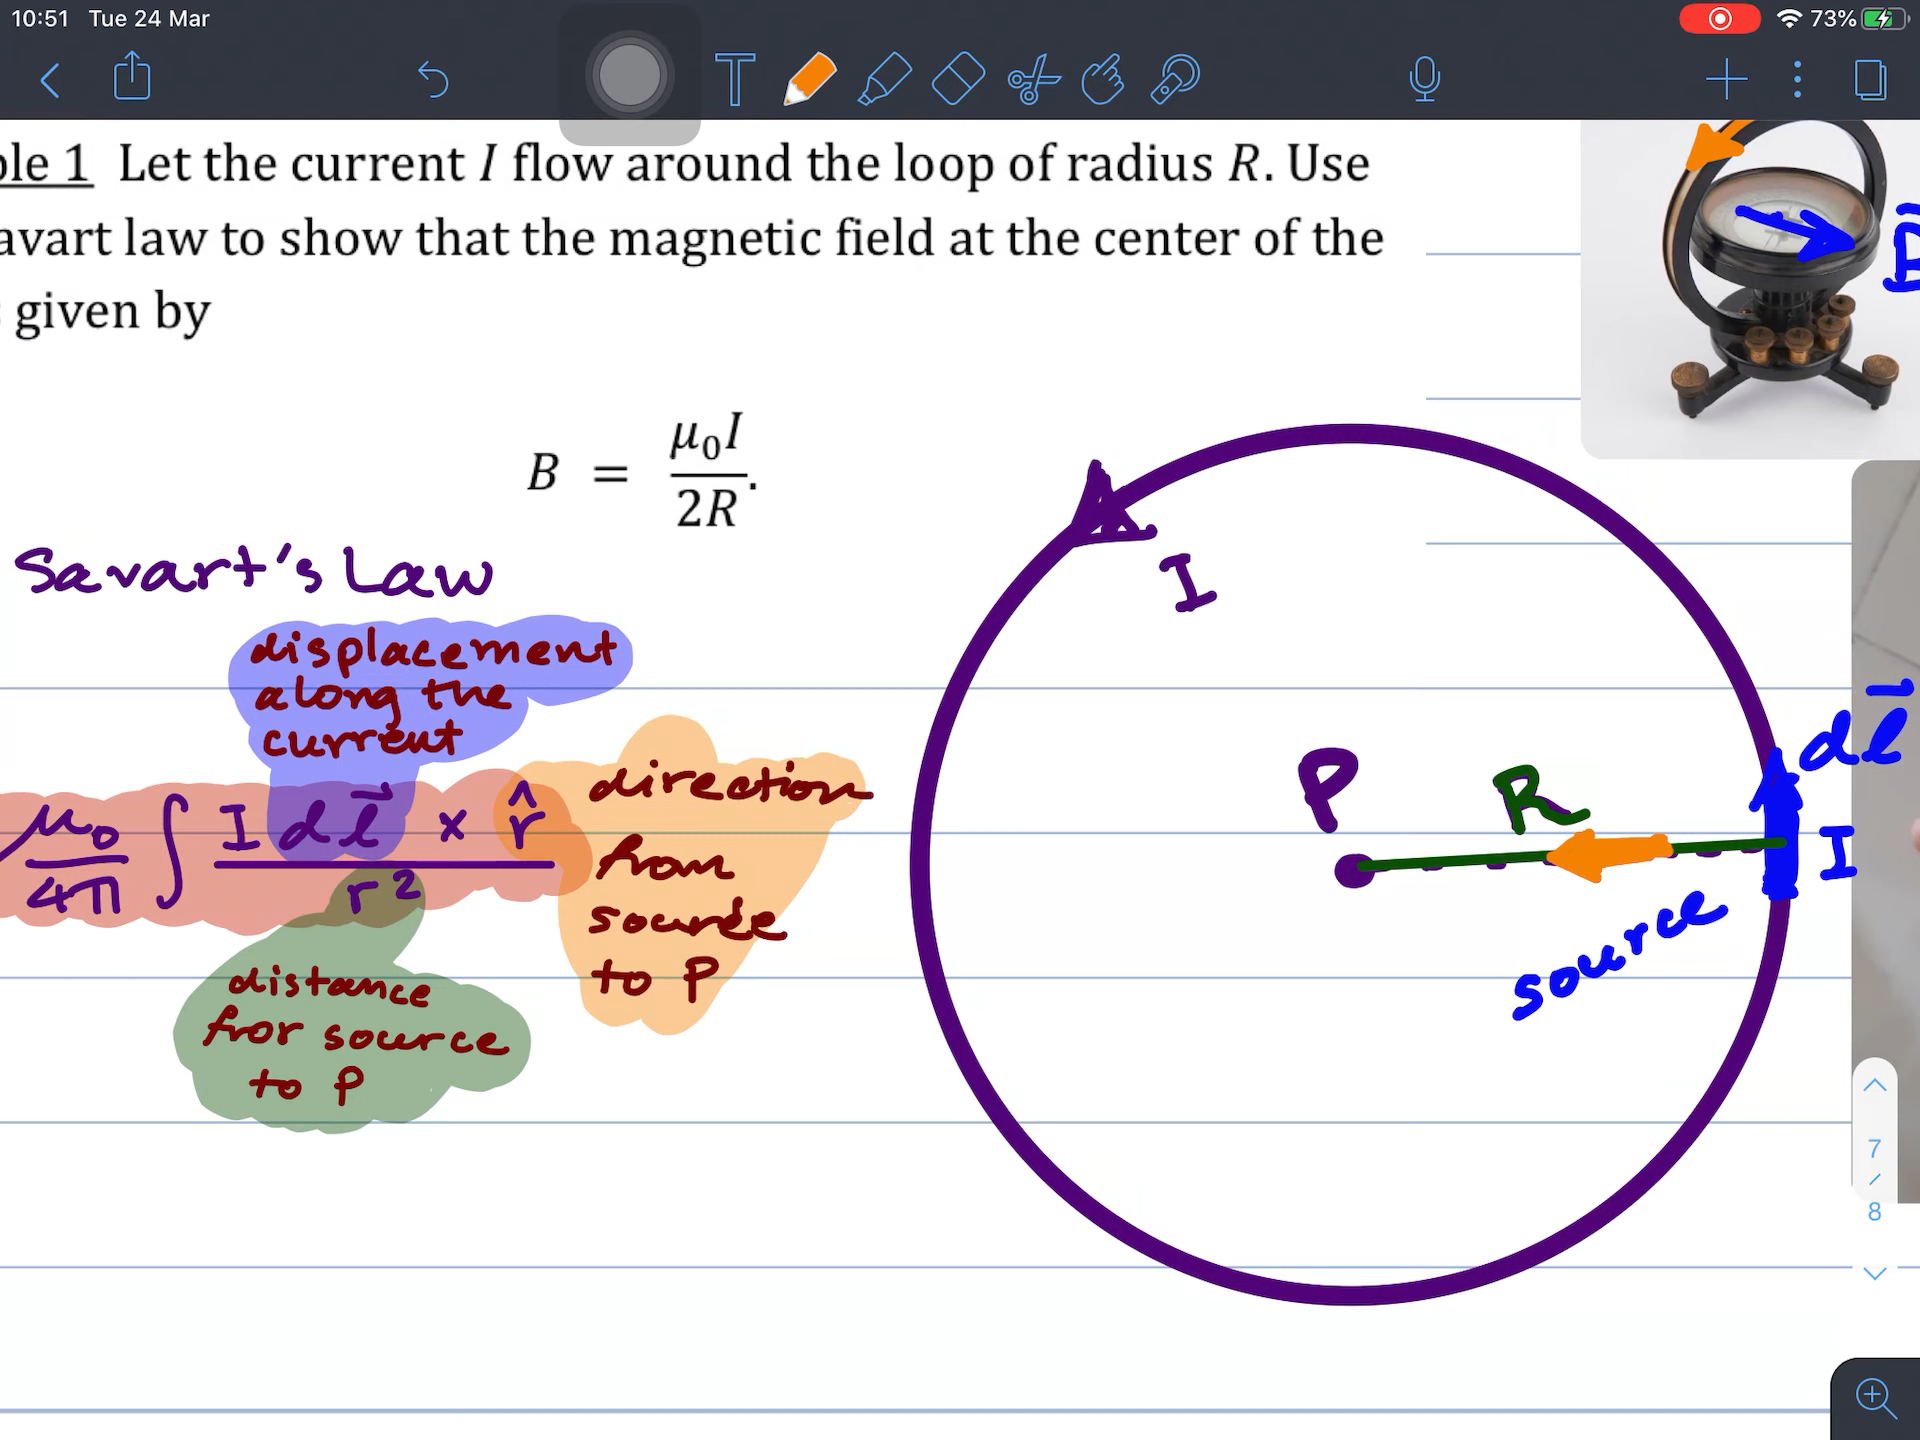 10:51 Tue 24 Mar
73%
ole 1 Let the current I flow around the loop of radius R. Use
avart law to show that the magnetic field at the center of the
given by
B = μ₀I / 2R.
Savart's Law
displacement
along the
current
μ₀/4π ∫ I dl⃗ × r̂ / r²
direction
from
source
to P
distance
fror source
to P
I
P
R
dl⃗
I
source
7
/
8